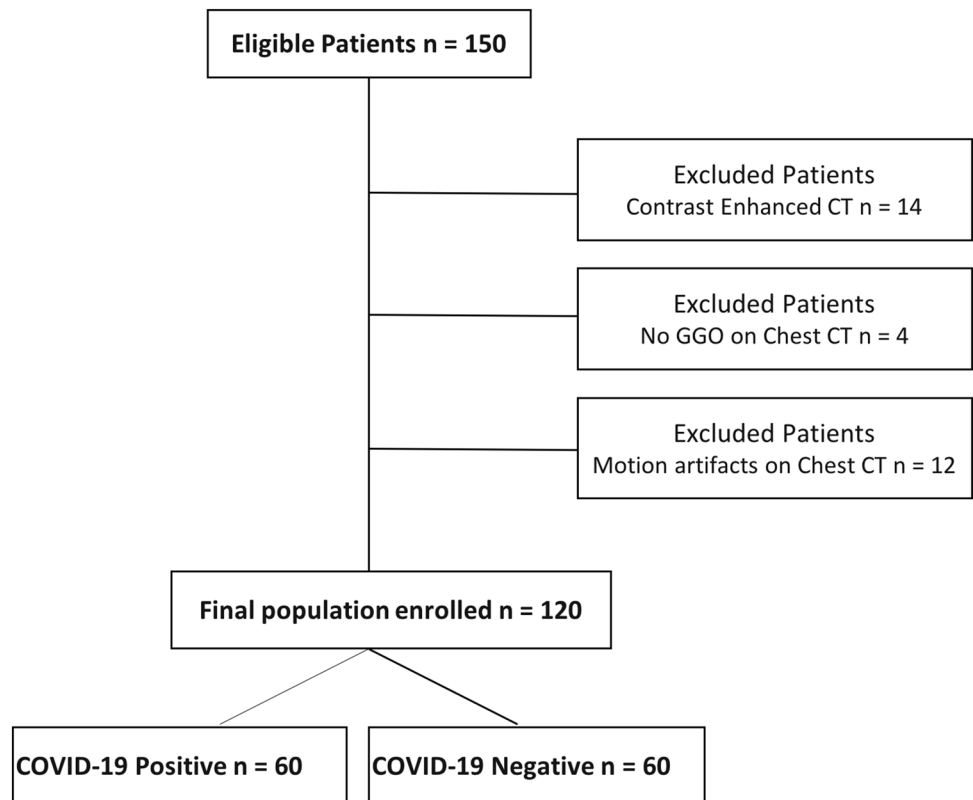 Eligible Patients n = 150
Excluded Patients
Contrast Enhanced CT n = 14
Excluded Patients
No GGO on Chest CT n = 4
Excluded Patients
Motion artifacts on Chest CT n = 12
Final population enrolled n = 120
COVID-19 Positive n = 60
COVID-19 Negative n = 60